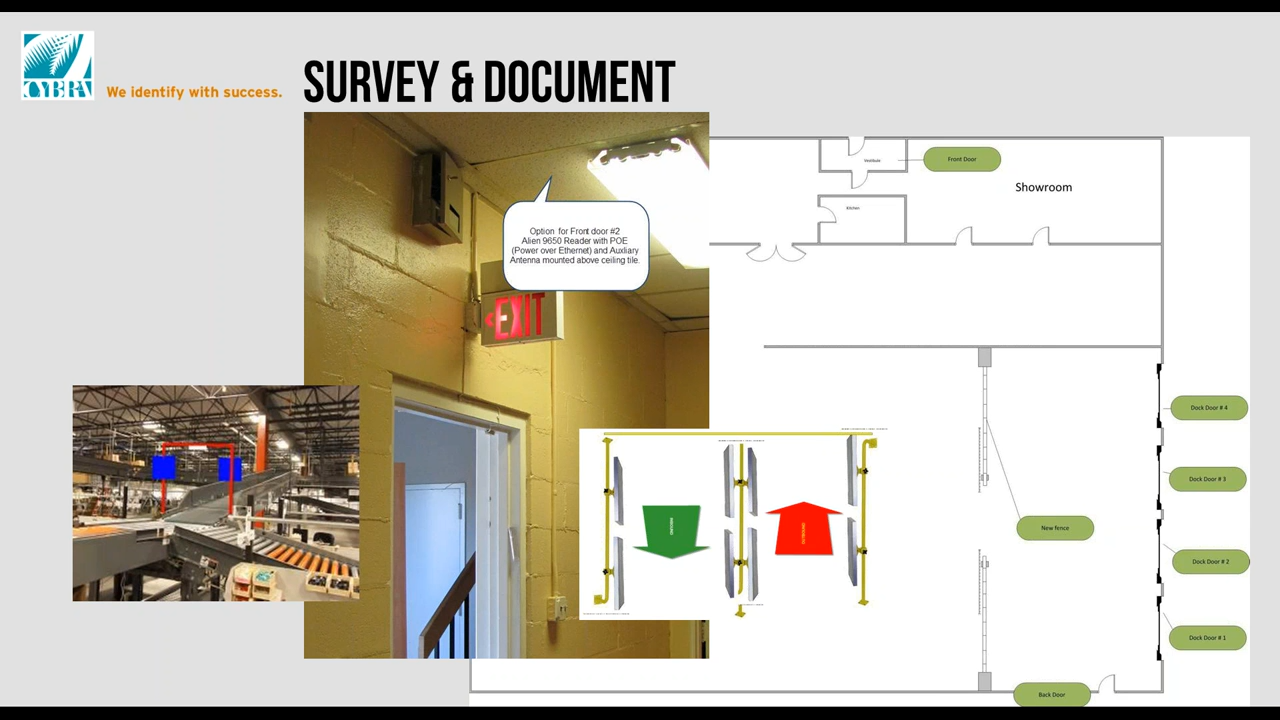 CYBRA
We identify with success.
SURVEY & DOCUMENT
Option for Front door #2
Alien 9650 Reader with POE
(Power over Ethernet) and Auxliary
Antenna mounted above ceiling tile.
EXIT
Vestibule
Front Door
Showroom
Kitchen
Dock Door # 4
Dock Door # 3
New fence
Dock Door # 2
Dock Door # 1
Back Door